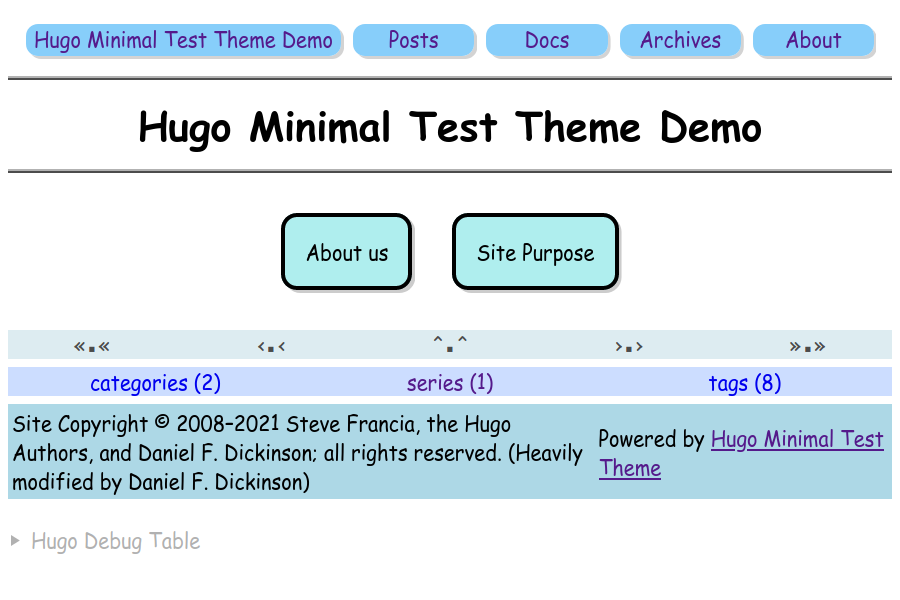 Hugo Minimal Test Theme Demo Posts Docs Archives About
Hugo Minimal Test Theme Demo
About us Site Purpose
«.« ‹.‹ ^.^ ›.› ».»
categories (2) series (1) tags (8)
Site Copyright © 2008–2021 Steve Francia, the Hugo
Authors, and Daniel F. Dickinson; all rights reserved. (Heavily
modified by Daniel F. Dickinson)
Powered by Hugo Minimal Test
Theme
Hugo Debug Table